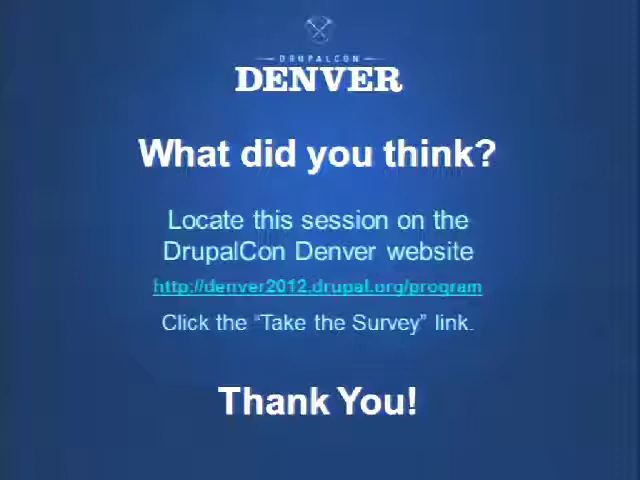 DRUPALCON
DENVER
What did you think?
Locate this session on the
DrupalCon Denver website
http://denver2012.drupal.org/program
Click the “Take the Survey” link.
Thank You!